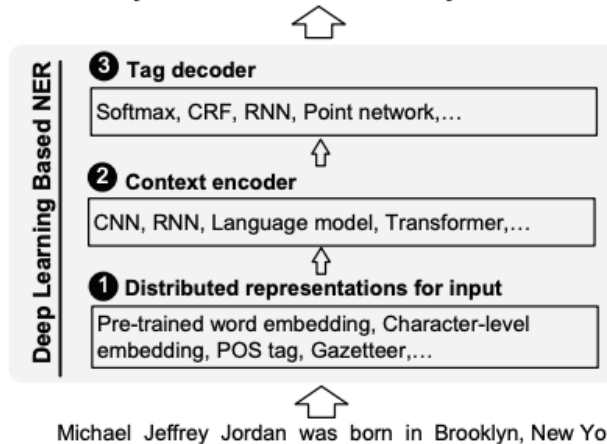 Deep Learning Based NER
3 Tag decoder
Softmax, CRF, RNN, Point network,…
2 Context encoder
CNN, RNN, Language model, Transformer,…
1 Distributed representations for input
Pre-trained word embedding, Character-level
embedding, POS tag, Gazetteer,…
Michael Jeffrey Jordan was born in Brooklyn, New Yo